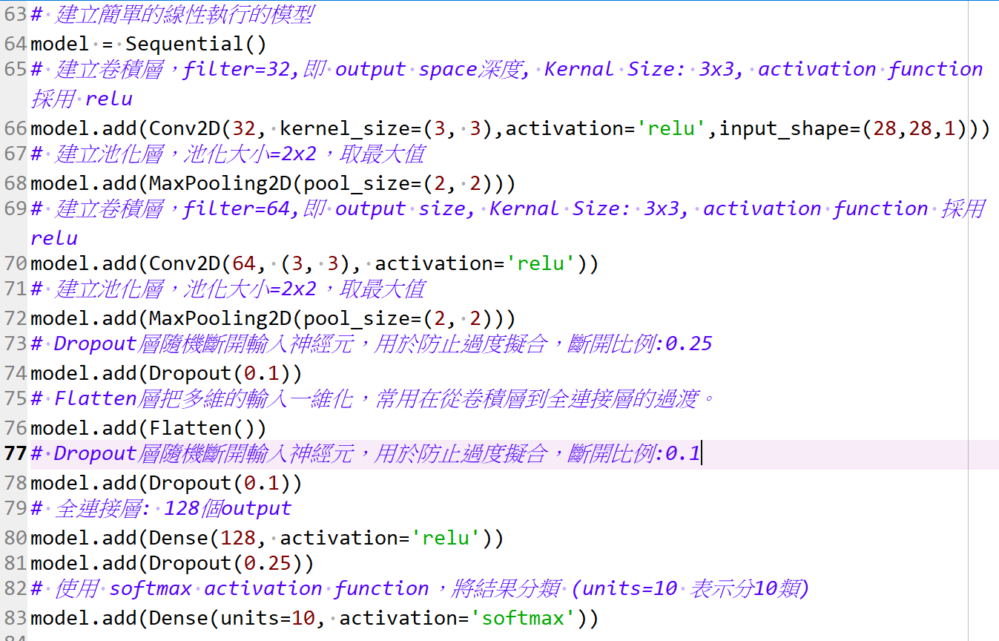 63 # 建立簡單的線性執行的模型
64 model = Sequential()
65 # 建立卷積層，filter=32,即 output space深度, Kernal Size: 3x3, activation function
採用 relu
66 model.add(Conv2D(32, kernel_size=(3, 3),activation='relu',input_shape=(28,28,1)))
67 # 建立池化層，池化大小=2x2，取最大值
68 model.add(MaxPooling2D(pool_size=(2, 2)))
69 # 建立卷積層，filter=64,即 output size, Kernal Size: 3x3, activation function 採用
relu
70 model.add(Conv2D(64, (3, 3), activation='relu'))
71 # 建立池化層，池化大小=2x2，取最大值
72 model.add(MaxPooling2D(pool_size=(2, 2)))
73 # Dropout層隨機斷開輸入神經元，用於防止過度擬合，斷開比例:0.25
74 model.add(Dropout(0.1))
75 # Flatten層把多維的輸入一維化，常用在從卷積層到全連接層的過渡。
76 model.add(Flatten())
77 # Dropout層隨機斷開輸入神經元，用於防止過度擬合，斷開比例:0.1
78 model.add(Dropout(0.1))
79 # 全連接層: 128個output
80 model.add(Dense(128, activation='relu'))
81 model.add(Dropout(0.25))
82 # 使用 softmax activation function，將結果分類 (units=10 表示分10類)
83 model.add(Dense(units=10, activation='softmax'))